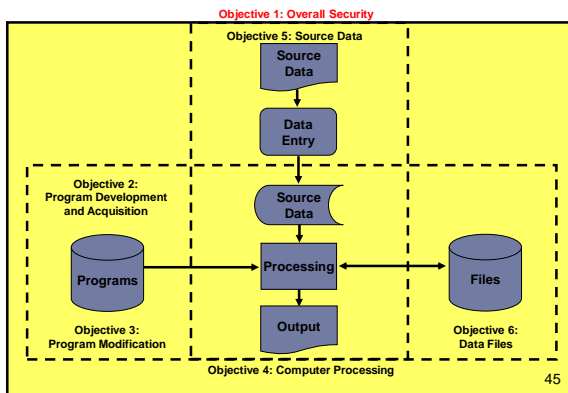 Objective 1: Overall Security
Objective 5: Source Data
Source
Data
Data
Entry
Objective 2:
Program Development
and Acquisition
Source
Data
Programs
Processing
Files
Objective 3:
Program Modification
Output
Objective 6:
Data Files
Objective 4: Computer Processing
45